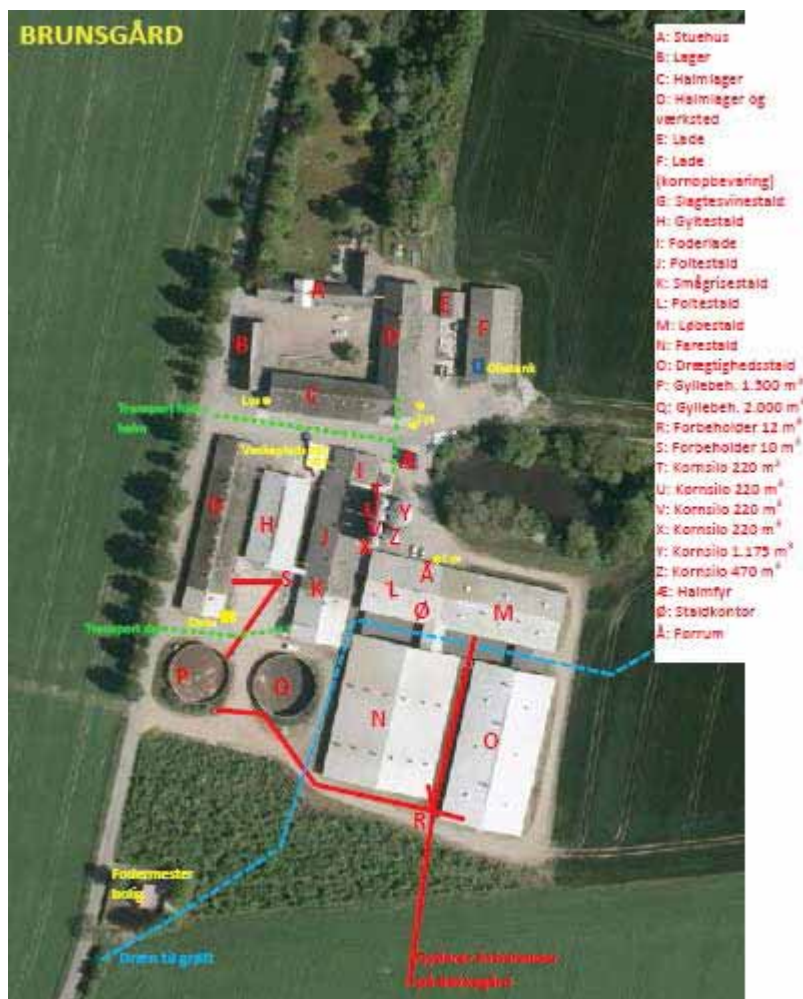 BRUNSGÅRD
A: Stuehus
B: Lager
C: Halmlager
D: Halmlager og
værksted
E: Lade
F: Lade
(kornopbevaring)
G: Slagtesvinestald
H: Gyltestald
I: Foderlade
J: Poltestald
K: Smågrisestald
L: Poltestald
M: Løbestald
N: Farestald
O: Drægtighedsstald
P: Gyllebeh. 1.300 m³
Q: Gyllebeh. 2.000 m³
R: Forbeholder 12 m³
S: Forbeholder 10 m³
T: Kornsilo 220 m³
U: Kornsilo 220 m³
V: Kornsilo 220 m³
X: Kornsilo 220 m³
Y: Kornsilo 1.175 m³
Z: Kornsilo 470 m³
Æ: Halmfyr
Ø: Staldkontor
Å: Forrum
A
E
F
B
D
Olietank
Lys
Transport
halm
Vaskeplads
I
Y
H
J
Z
X
Å
S
K
L
Ø
M
Transport
P
Q
N
O
R
Fodermester
bolig
Dræn til grøft